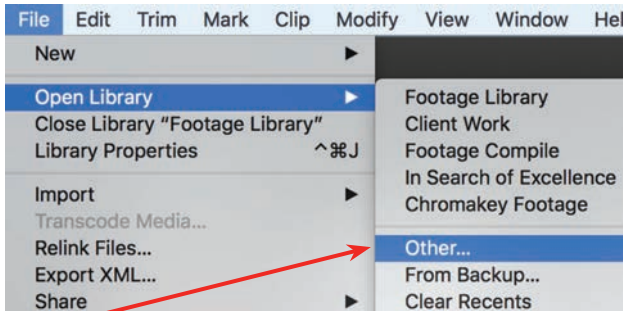 File Edit Trim Mark Clip Modify View Window
New ▶
Open Library ▶
Close Library “Footage Library”
Library Properties ^⌘J
Import ▶
Transcode Media...
Relink Files...
Export XML...
Share ▶
Footage Library
Client Work
Footage Compile
In Search of Excellence
Chromakey Footage
Other...
From Backup...
Clear Recents